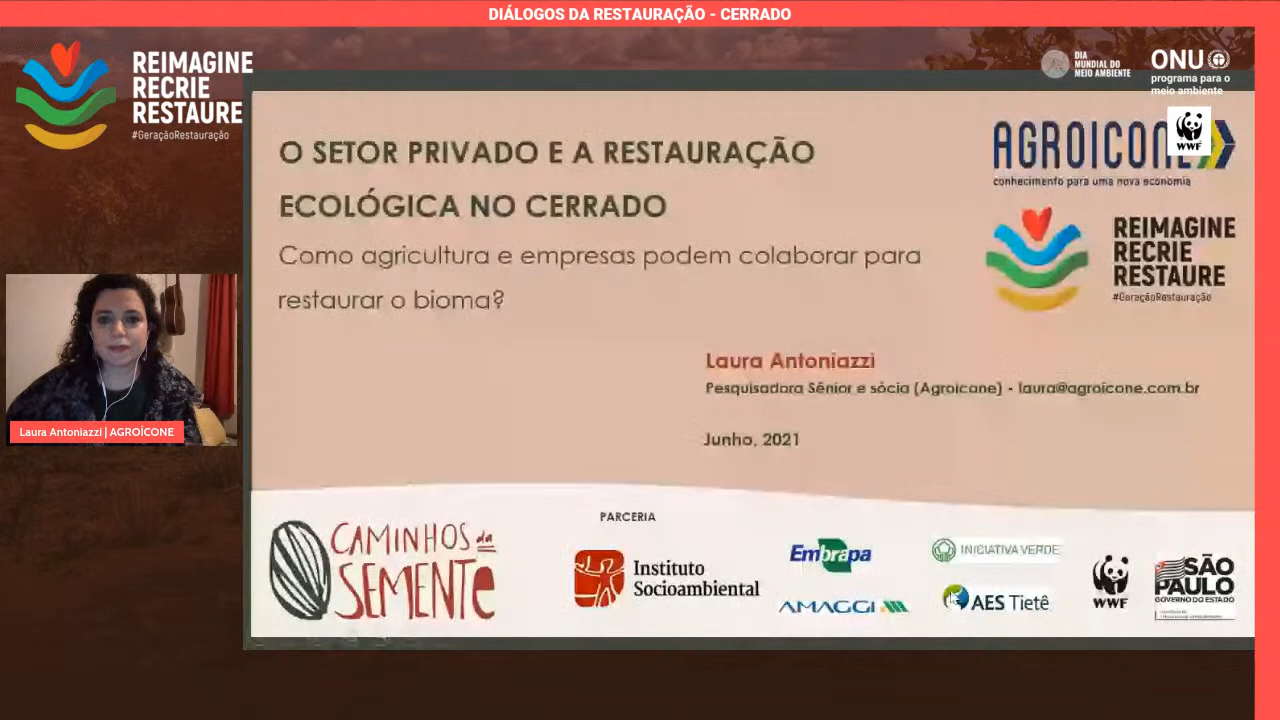 DIÁLOGOS DA RESTAURAÇÃO - CERRADO
REIMAGINE
RECRIE
RESTAURE
#GeraçãoRestauração
DIA
MUNDIAL DO
MEIO AMBIENTE
ONU
programa para o
meio ambiente
WWF
O SETOR PRIVADO E A RESTAURAÇÃO
ECOLÓGICA NO CERRADO
Como agricultura e empresas podem colaborar para
restaurar o bioma?
AGROICONE
conhecimento para uma nova economia
REIMAGINE
RECRIE
RESTAURE
#GeraçãoRestauração
Laura Antoniazzi
Pesquisadora Sênior e sócia (Agroicone) - laura@agroicone.com.br
Junho, 2021
Laura Antoniazzi | AGROÍCONE
PARCERIA
CAMINHOS da
SEMENTE
Instituto
Socioambiental
Embrapa
AMAGGI
INICIATIVA VERDE
AES Tietê
WWF
SÃO
PAULO
GOVERNO DO ESTADO